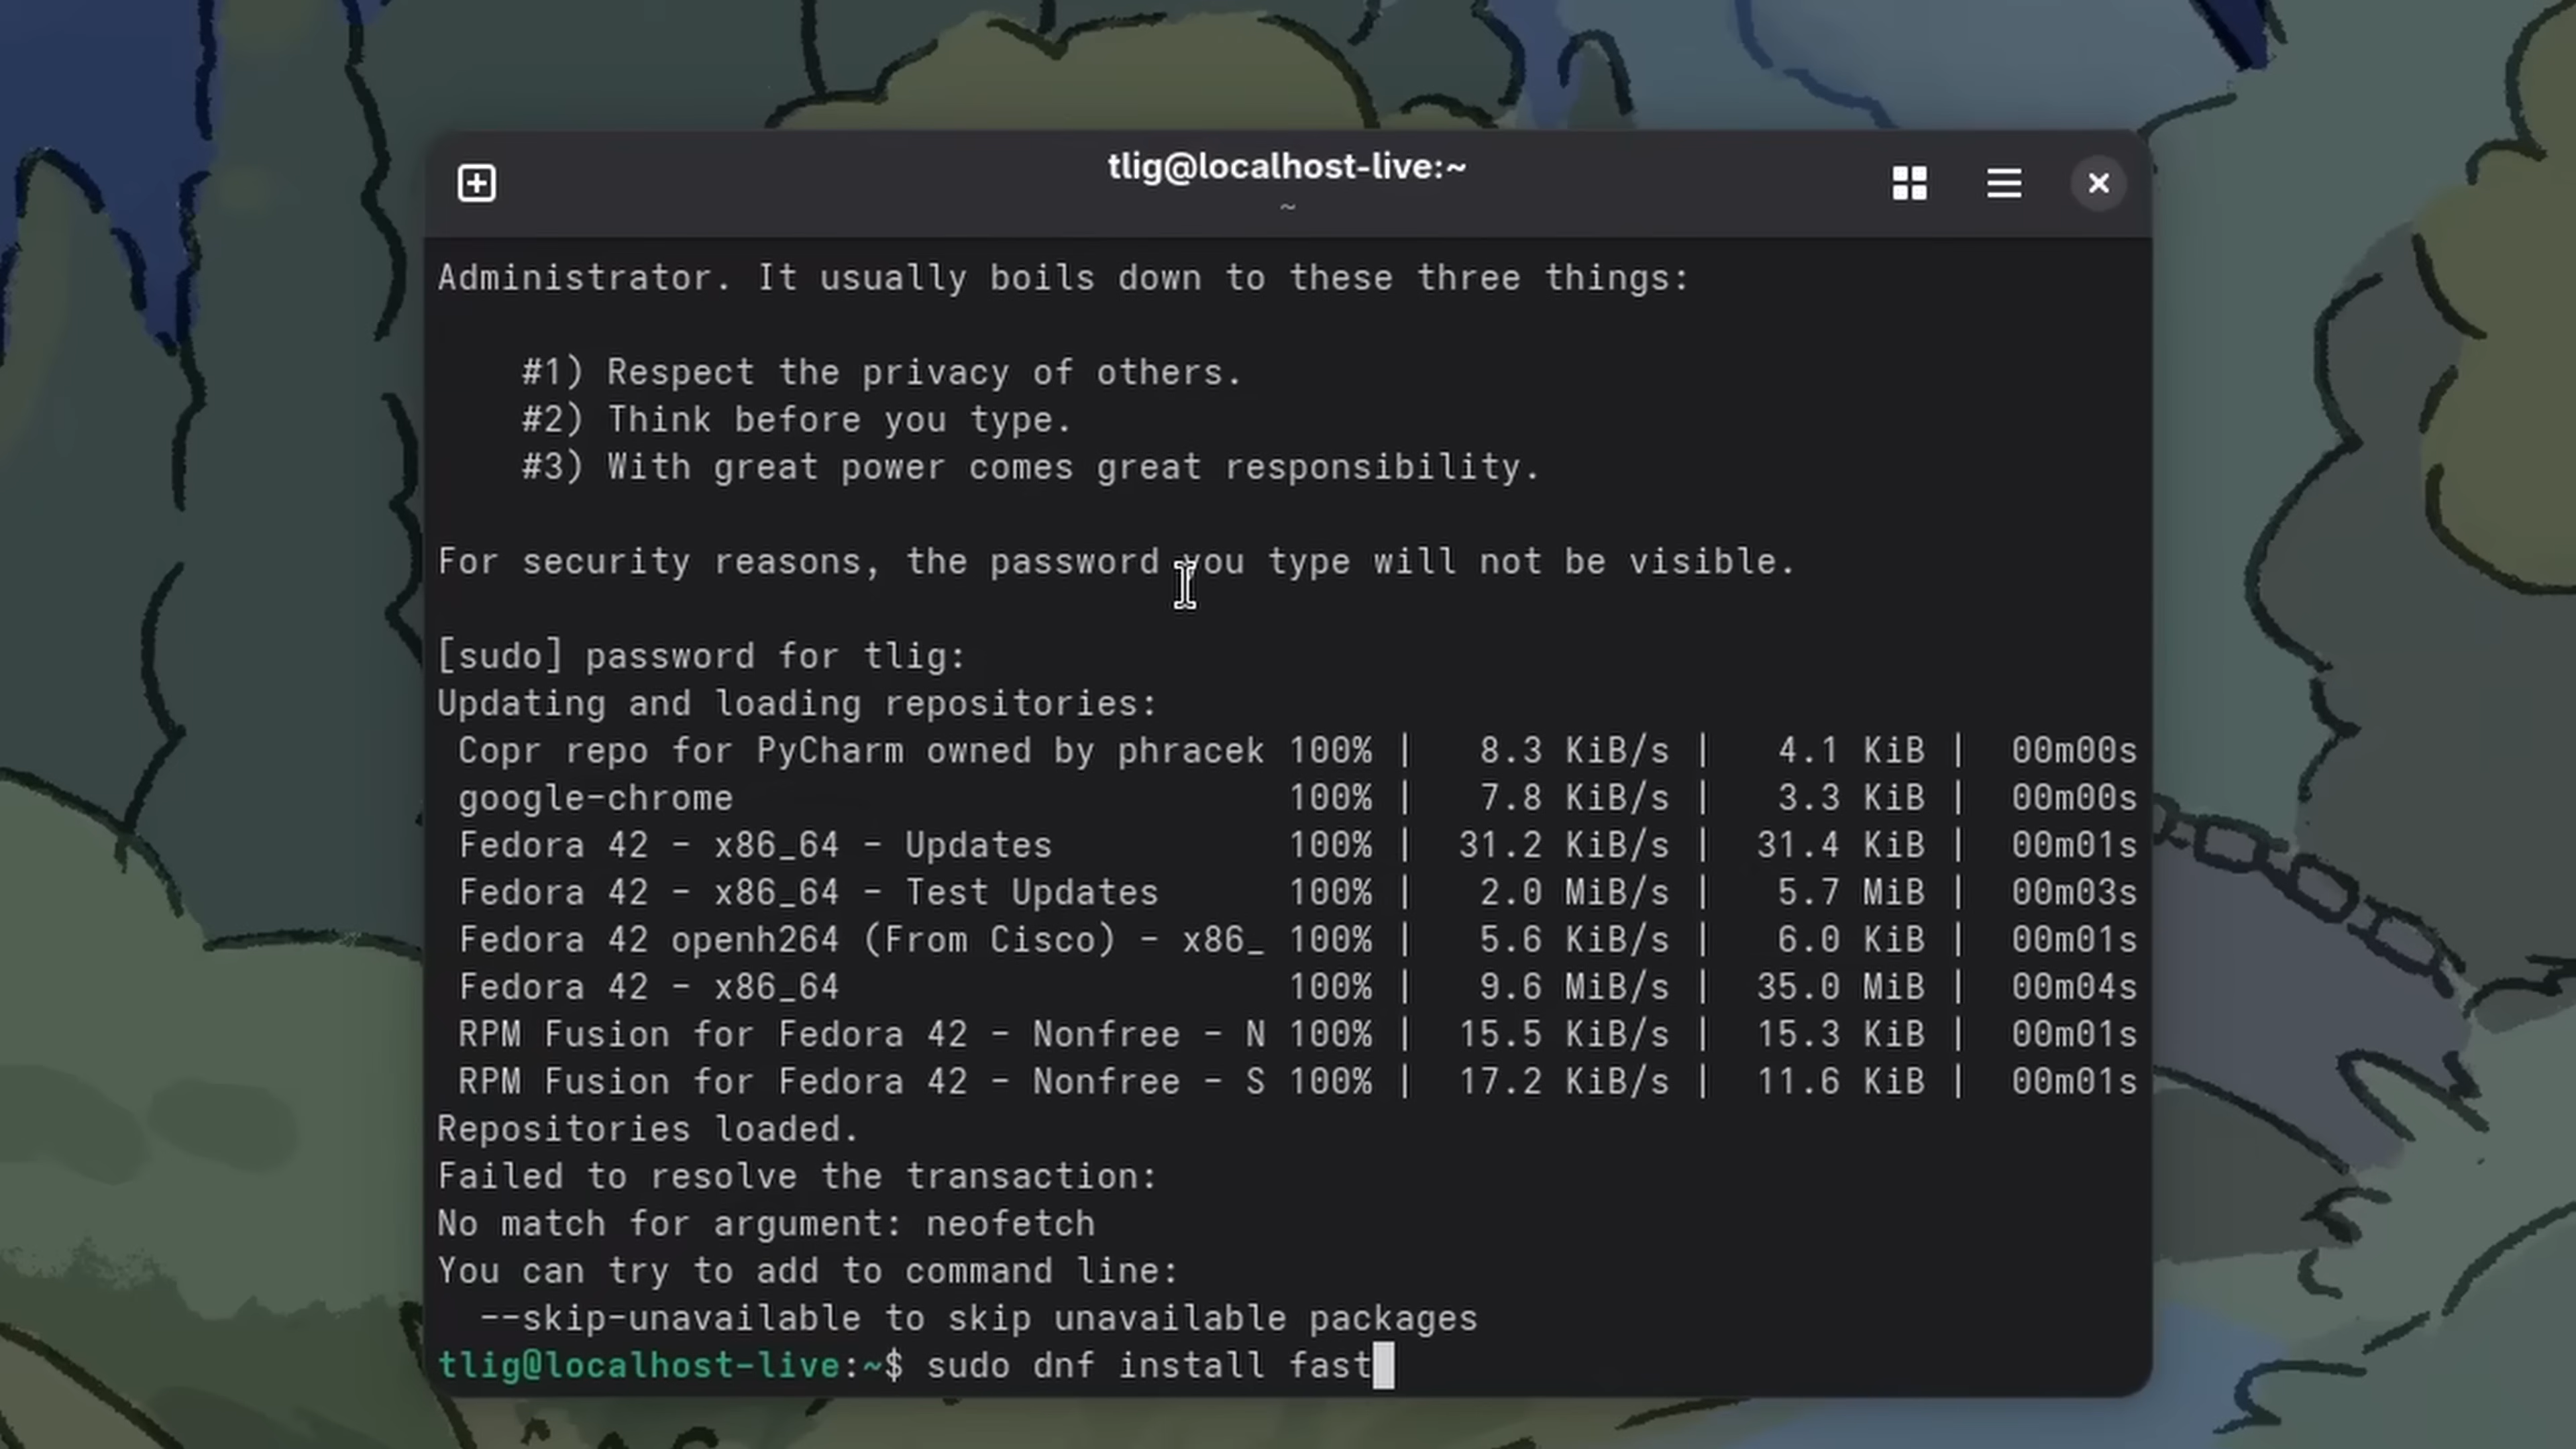 tlig@localhost-live:~
~
Administrator. It usually boils down to these three things:
#1) Respect the privacy of others.
#2) Think before you type.
#3) With great power comes great responsibility.
For security reasons, the password you type will not be visible.
[sudo] password for tlig:
Updating and loading repositories:
Copr repo for PyCharm owned by phracek 100% | 8.3 KiB/s | 4.1 KiB | 00m00s
google-chrome 100% | 7.8 KiB/s | 3.3 KiB | 00m00s
Fedora 42 - x86_64 - Updates 100% | 31.2 KiB/s | 31.4 KiB | 00m01s
Fedora 42 - x86_64 - Test Updates 100% | 2.0 MiB/s | 5.7 MiB | 00m03s
Fedora 42 openh264 (From Cisco) - x86_ 100% | 5.6 KiB/s | 6.0 KiB | 00m01s
Fedora 42 - x86_64 100% | 9.6 MiB/s | 35.0 MiB | 00m04s
RPM Fusion for Fedora 42 - Nonfree - N 100% | 15.5 KiB/s | 15.3 KiB | 00m01s
RPM Fusion for Fedora 42 - Nonfree - S 100% | 17.2 KiB/s | 11.6 KiB | 00m01s
Repositories loaded.
Failed to resolve the transaction:
No match for argument: neofetch
You can try to add to command line:
--skip-unavailable to skip unavailable packages
tlig@localhost-live:~$ sudo dnf install fast